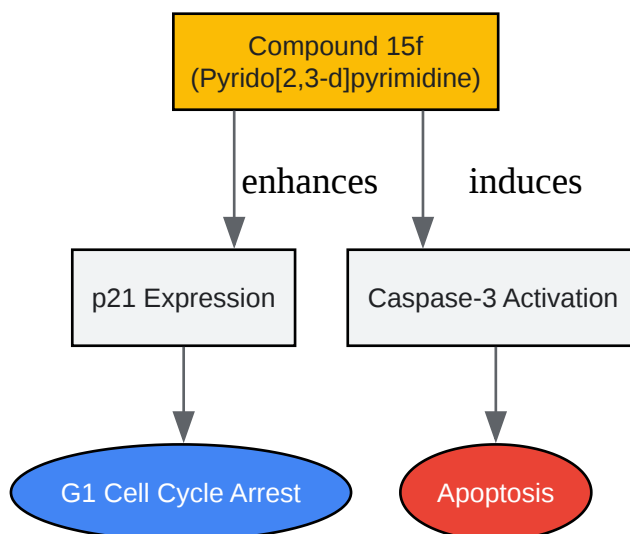 Compound 15f
(Pyrido[2,3-d]pyrimidine)
enhances
induces
p21 Expression
Caspase-3 Activation
G1 Cell Cycle Arrest
Apoptosis